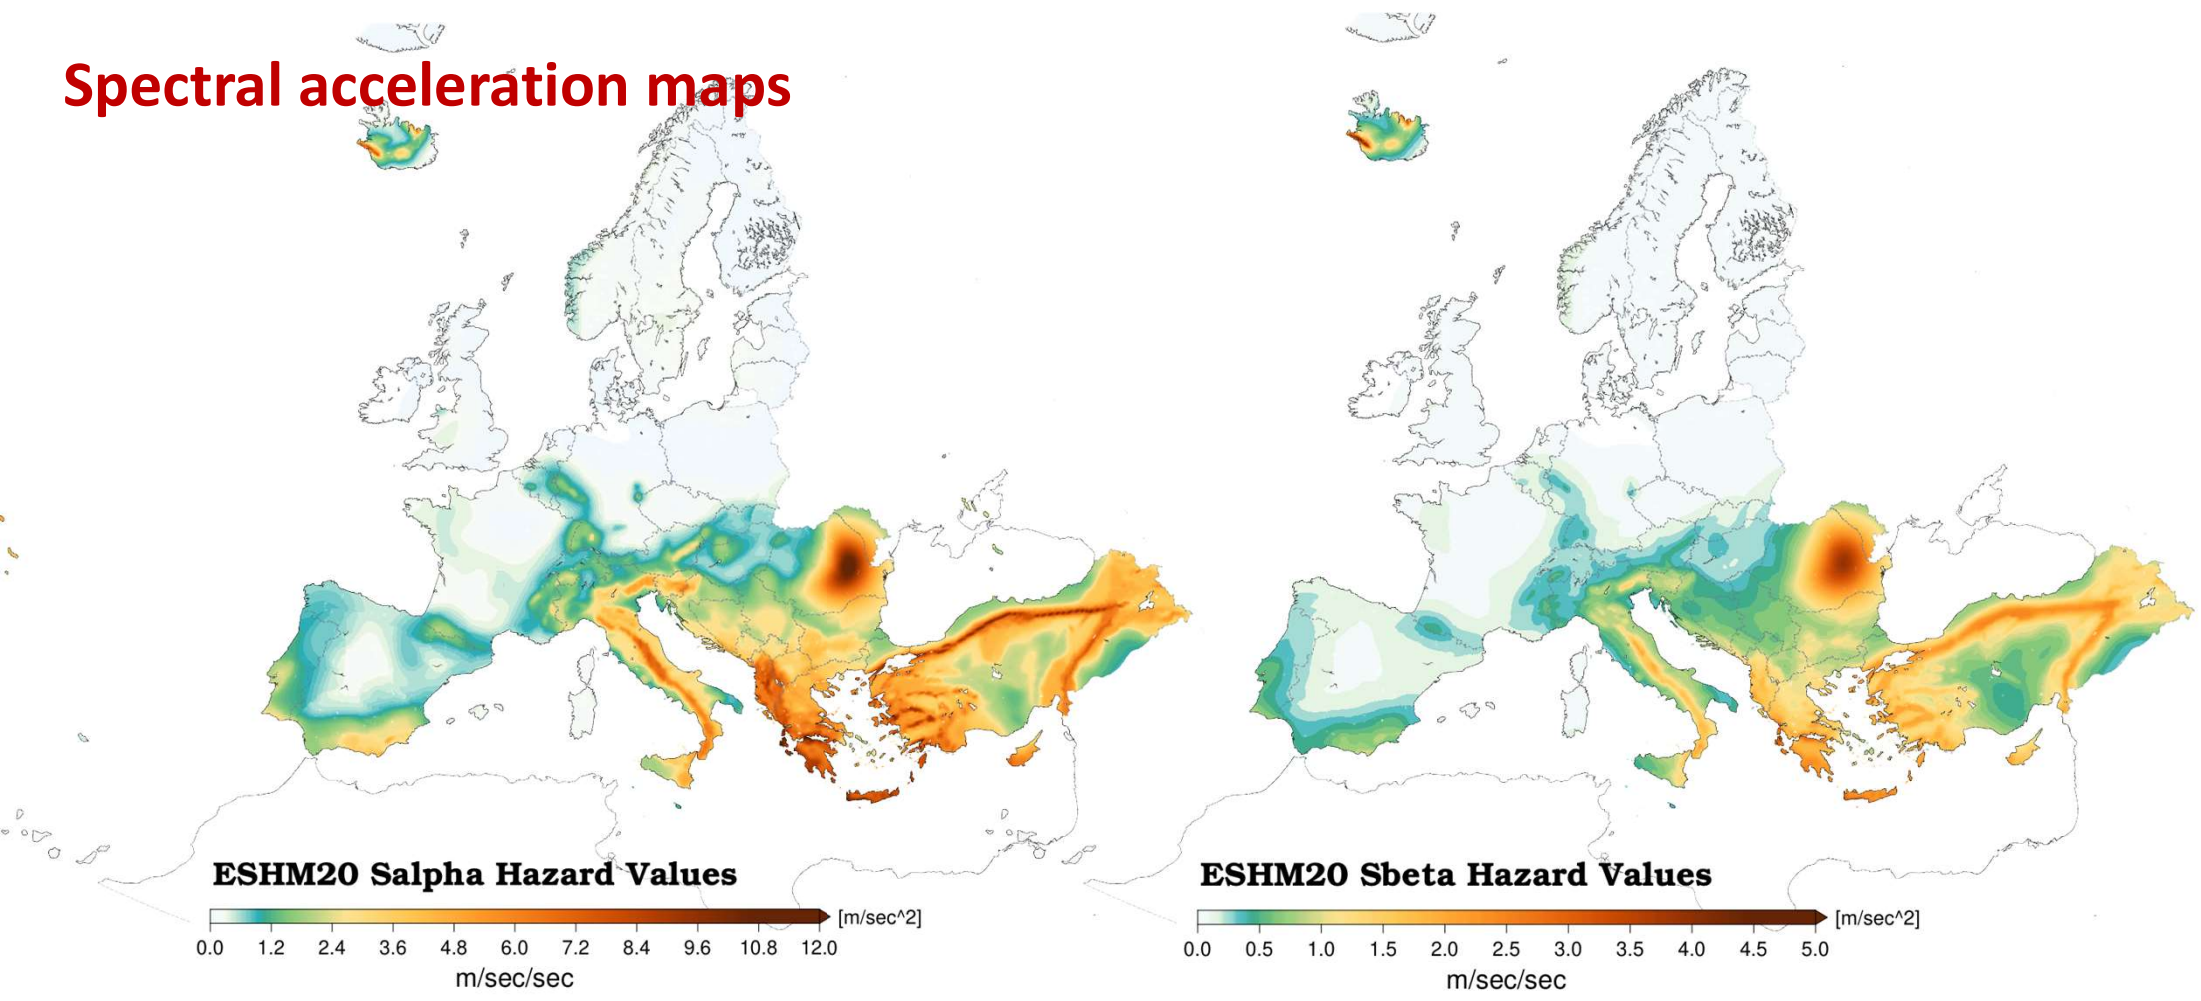 Spectral acceleration maps
ESHM20 Salpha Hazard Values
[m/sec^2]
0.0 1.2 2.4 3.6 4.8 6.0 7.2 8.4 9.6 10.8 12.0
m/sec/sec
ESHM20 Sbeta Hazard Values
[m/sec^2]
0.0 0.5 1.0 1.5 2.0 2.5 3.0 3.5 4.0 4.5 5.0
m/sec/sec